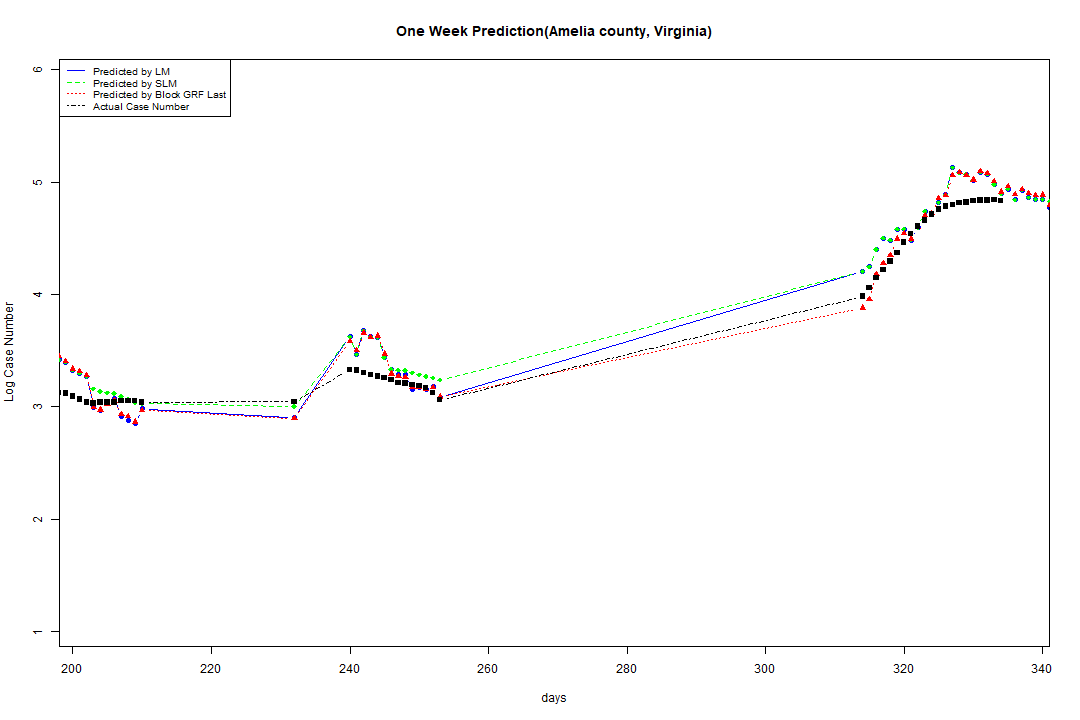 One Week Prediction(Amelia county, Virginia)
Predicted by LM
Predicted by SLM
Predicted by Block GRF Last
Actual Case Number
6
5
4
3
2
1
Log Case Number
200 220 240 260 280 300 320 340
days